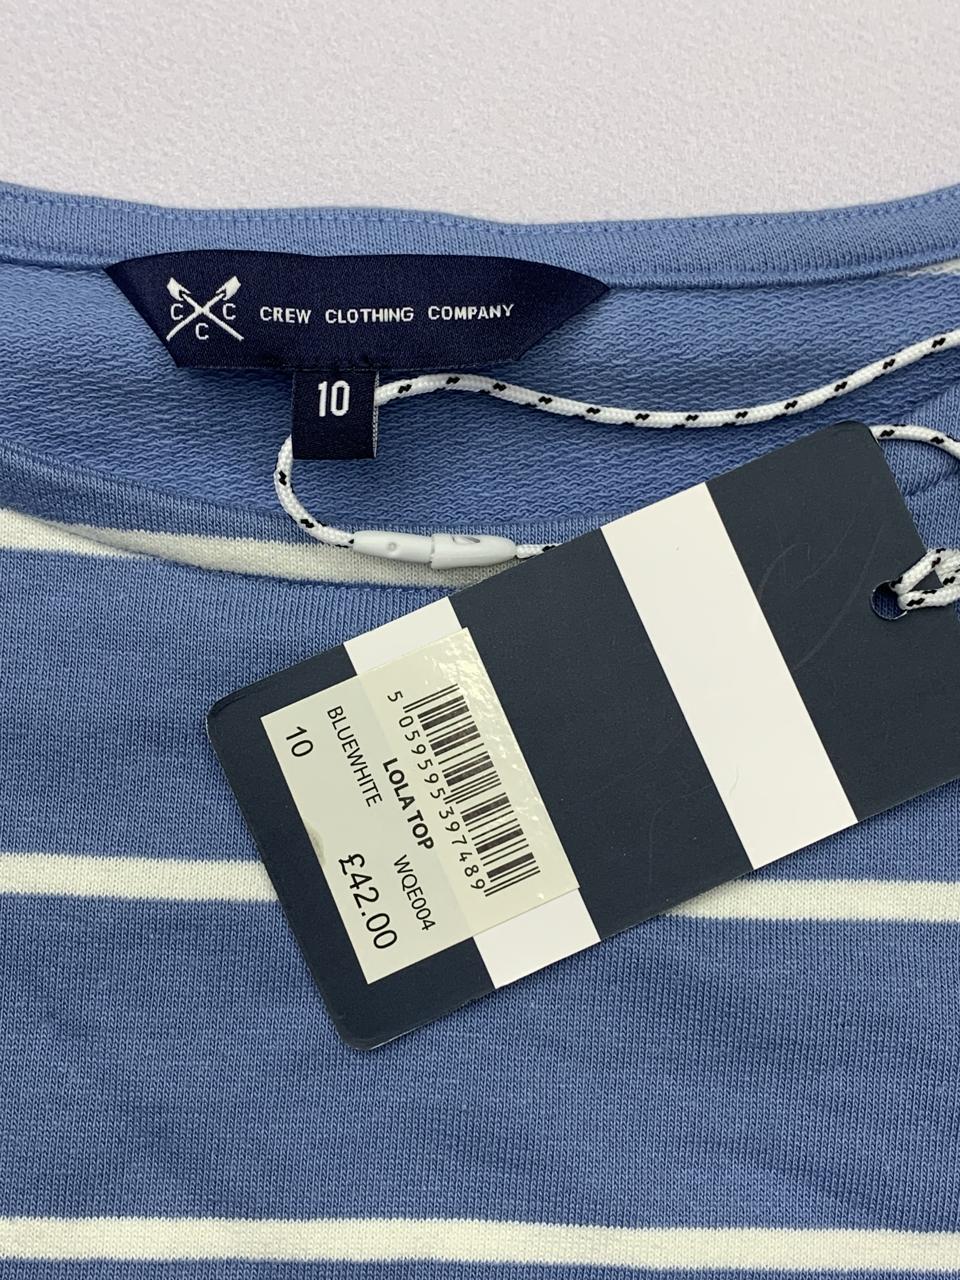 C C
C
CREW CLOTHING COMPANY
10
5 059595 397489
LOLA TOP WQE004
BLUEWHITE
10 £42.00